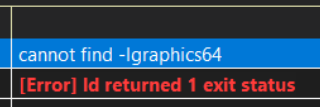 cannot find -lgraphics64
[Error] ld returned 1 exit status